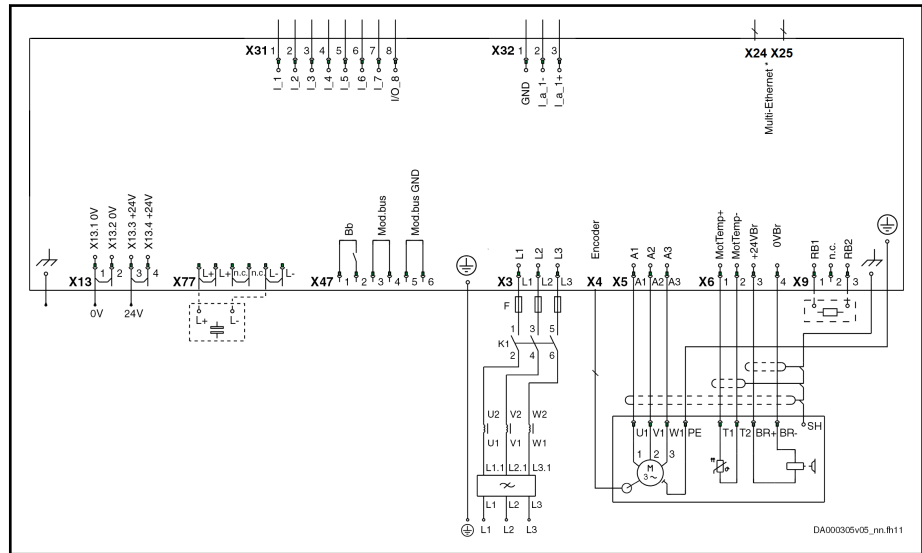 X31 1 2 3 4 5 6 7 8
I_1
I_2
I_3
I_4
I_5
I_6
I_7
I/O_8
X32 1 2 3
GND
I_a_1-
I_a_1+
X24 X25
Multi-Ethernet *
X13.1 0V
X13.2 0V
X13.3 +24V
X13.4 +24V
X13 1 2 3 4
0V 24V
X77 L+ L+ n.c. n.c. L- L-
L+ L-
Bb
Mod.bus
Mod.bus GND
X47 1 2 3 4 5 6
L1
L2
L3
X3 L1 L2 L3
F
1 3 5
K1
2 4 6
U2 V2 W2
U1 V1 W1
L1.1 L2.1 L3.1
L1 L2 L3
L1 L2 L3
Encoder
X4
A1
A2
A3
X5 A1 A2 A3
MotTemp+
MotTemp-
+24VBr
0VBr
X6 1 2 3 4
RB1
n.c.
RB2
X9 1 2 3
SH
U1 V1 W1 PE T1 T2 BR+ BR-
1 2 3
M
3~
DA000305v05_nn.fh11